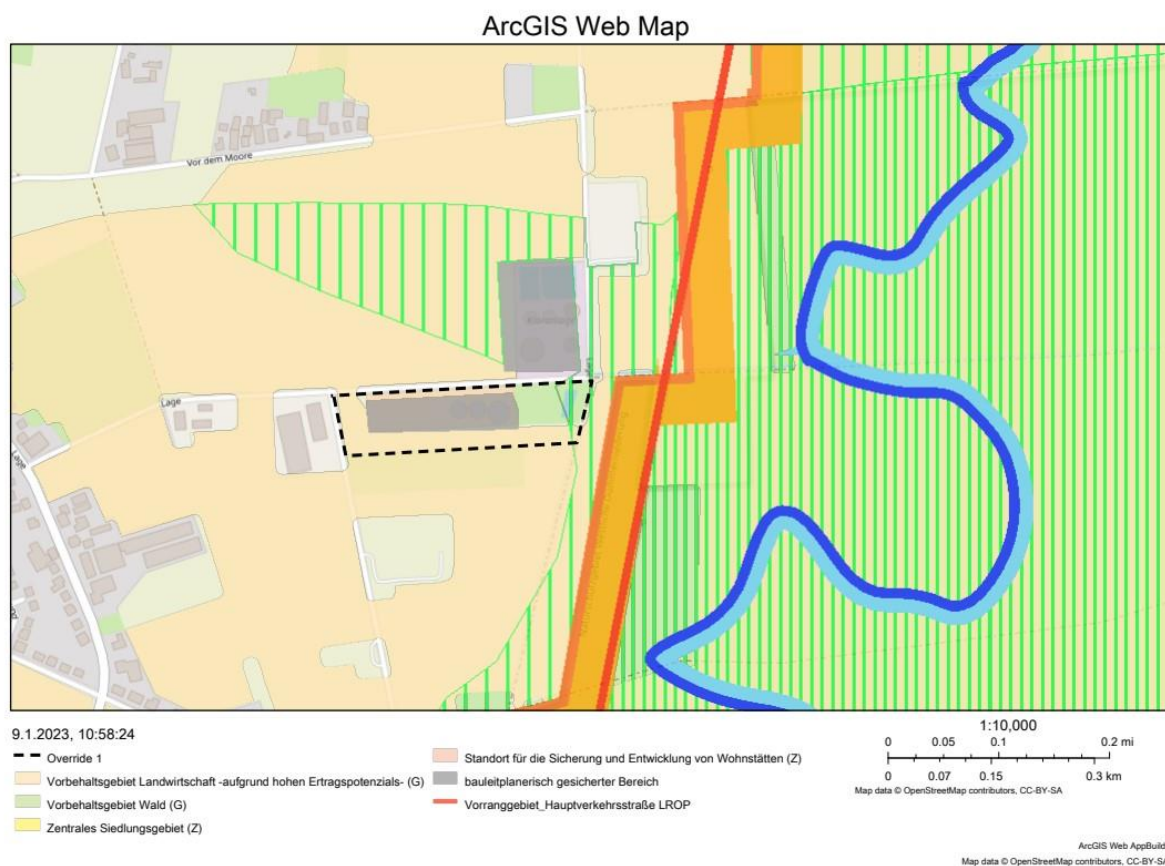 ArcGIS Web Map
Vor dem Moore
Kläranlage
Lage
Lage
9.1.2023, 10:58:24
Override 1
Vorbehaltsgebiet Landwirtschaft -aufgrund hohen Ertragspotenzials- (G)
Vorbehaltsgebiet Wald (G)
Zentrales Siedlungsgebiet (Z)
Standort für die Sicherung und Entwicklung von Wohnstätten (Z)
bauleitplanerisch gesicherter Bereich
Vorranggebiet_Hauptverkehrsstraße LROP
1:10,000
0 0.05 0.1 0.2 mi
0 0.07 0.15 0.3 km
Map data © OpenStreetMap contributors, CC-BY-SA
ArcGIS Web AppBuild
Map data © OpenStreetMap contributors, CC-BY-SA